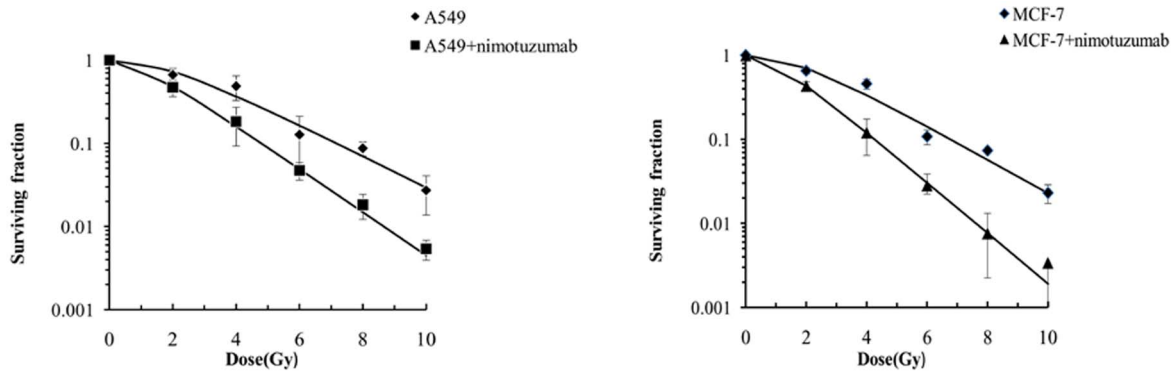 A549
A549+nimotuzumab
1
0.1
0.01
0.001
Surviving fraction
0 2 4 6 8 10
Dose(Gy)
MCF-7
MCF-7+nimotuzumab
1
0.1
0.01
0.001
Surviving fraction
0 2 4 6 8 10
Dose(Gy)